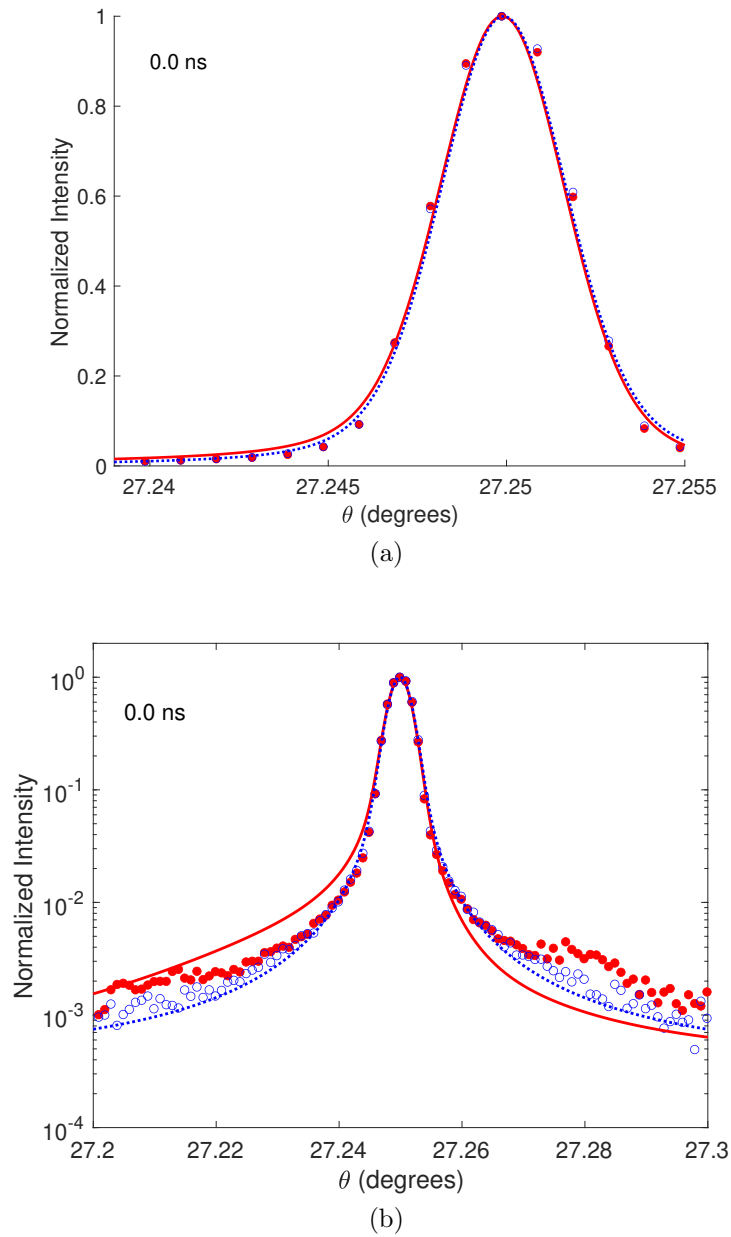 1
0.8
0.6
0.4
0.2
0
0.0 ns
Normalized Intensity
27.24
27.245
27.25
27.255
θ (degrees)
(a)
10^0
10^-1
10^-2
10^-3
10^-4
0.0 ns
Normalized Intensity
27.2
27.22
27.24
27.26
27.28
27.3
θ (degrees)
(b)